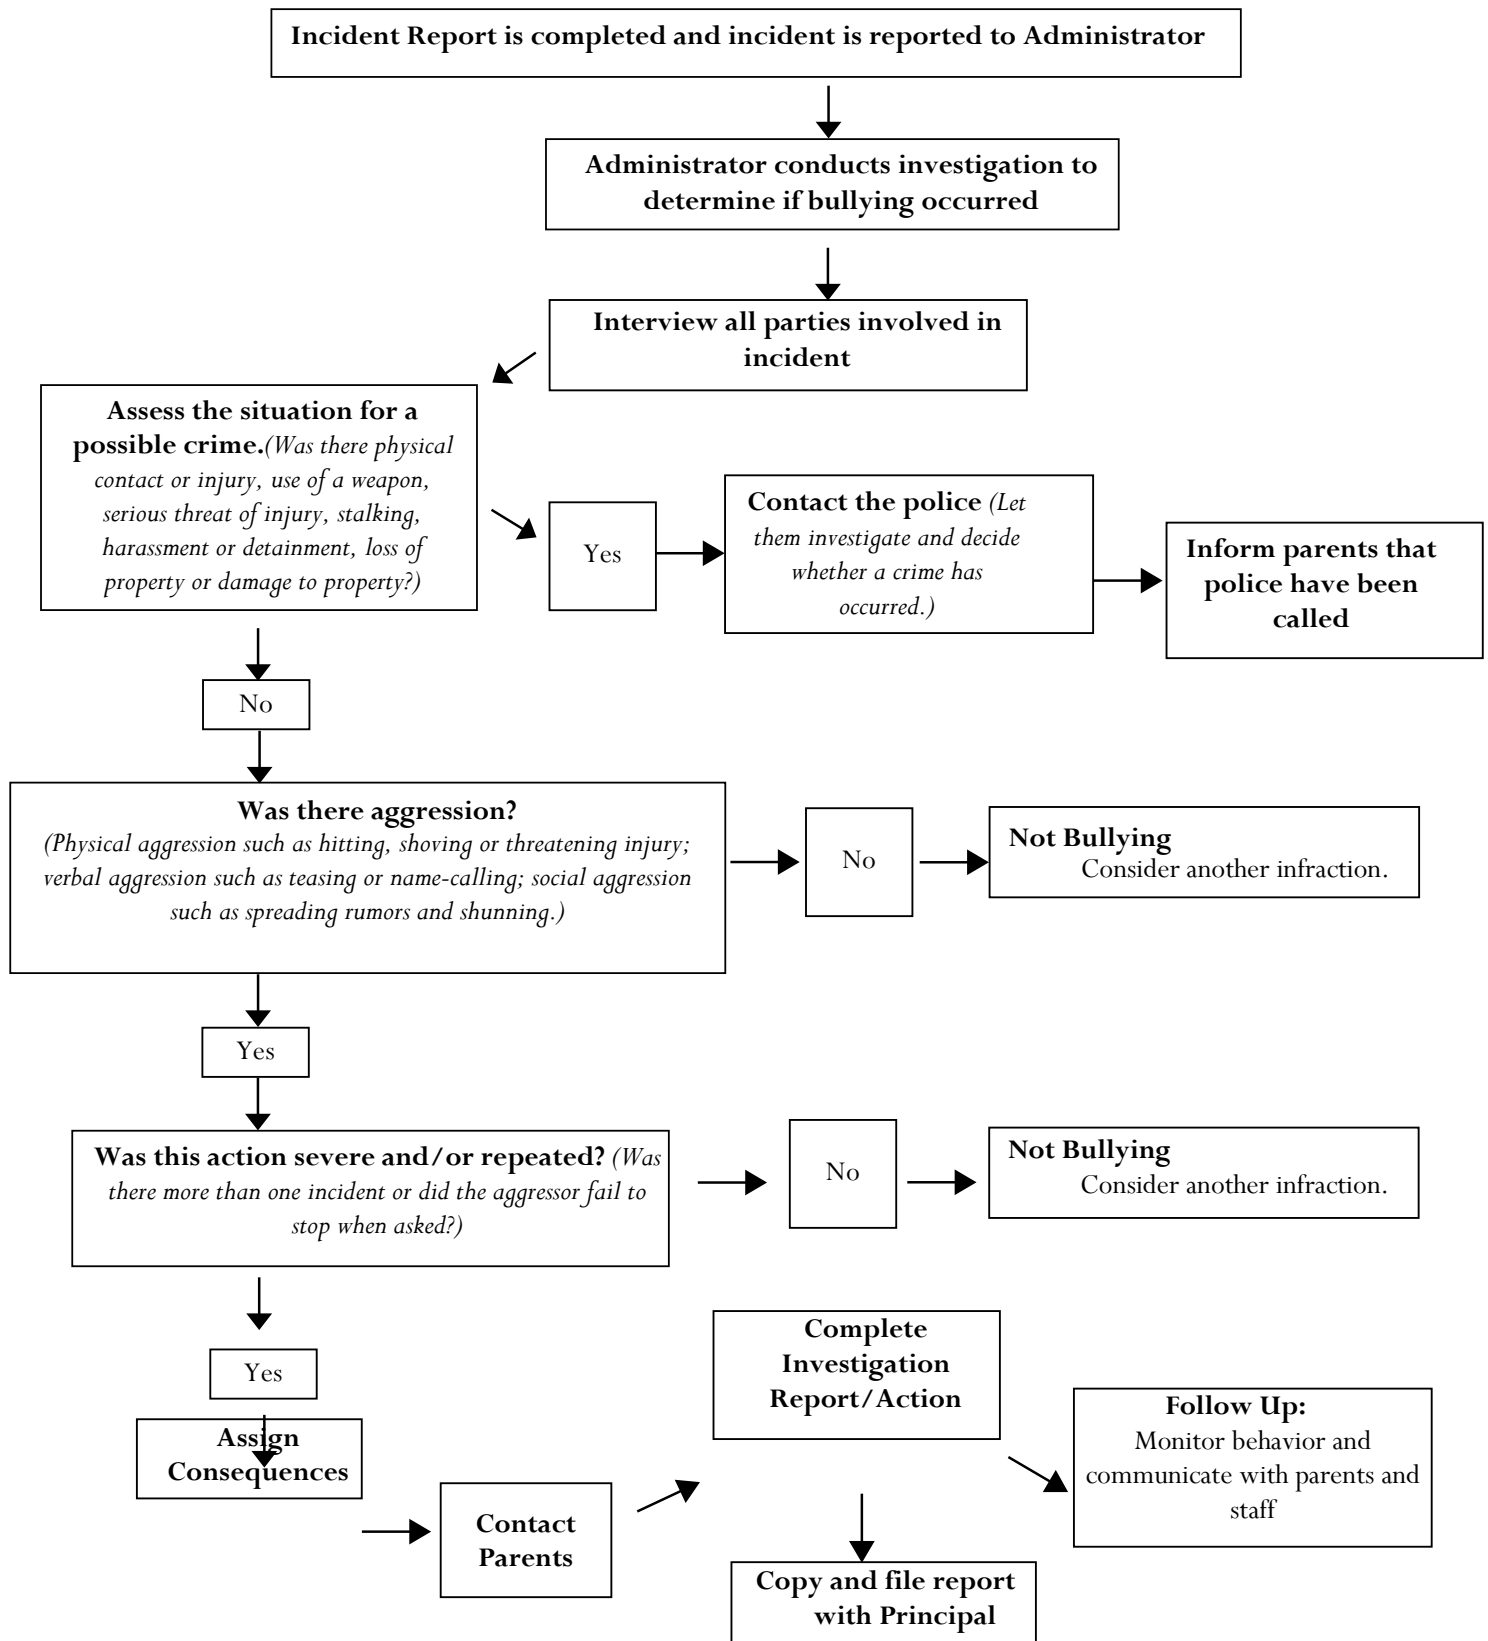 Incident Report is completed and incident is reported to Administrator
Administrator conducts investigation to
determine if bullying occurred
Interview all parties involved in
incident
Assess the situation for a
possible crime.(Was there physical
contact or injury, use of a weapon,
serious threat of injury, stalking,
harassment or detainment, loss of
property or damage to property?)
Yes
Contact the police (Let
them investigate and decide
whether a crime has
occurred.)
Inform parents that
police have been
called
No
Was there aggression?
(Physical aggression such as hitting, shoving or threatening injury;
verbal aggression such as teasing or name-calling; social aggression
such as spreading rumors and shunning.)
No
Not Bullying
Consider another infraction.
Yes
Was this action severe and/or repeated? (Was
there more than one incident or did the aggressor fail to
stop when asked?)
No
Not Bullying
Consider another infraction.
Yes
Assign
Consequences
Contact
Parents
Complete
Investigation
Report/Action
Follow Up:
Monitor behavior and
communicate with parents and
staff
Copy and file report
with Principal